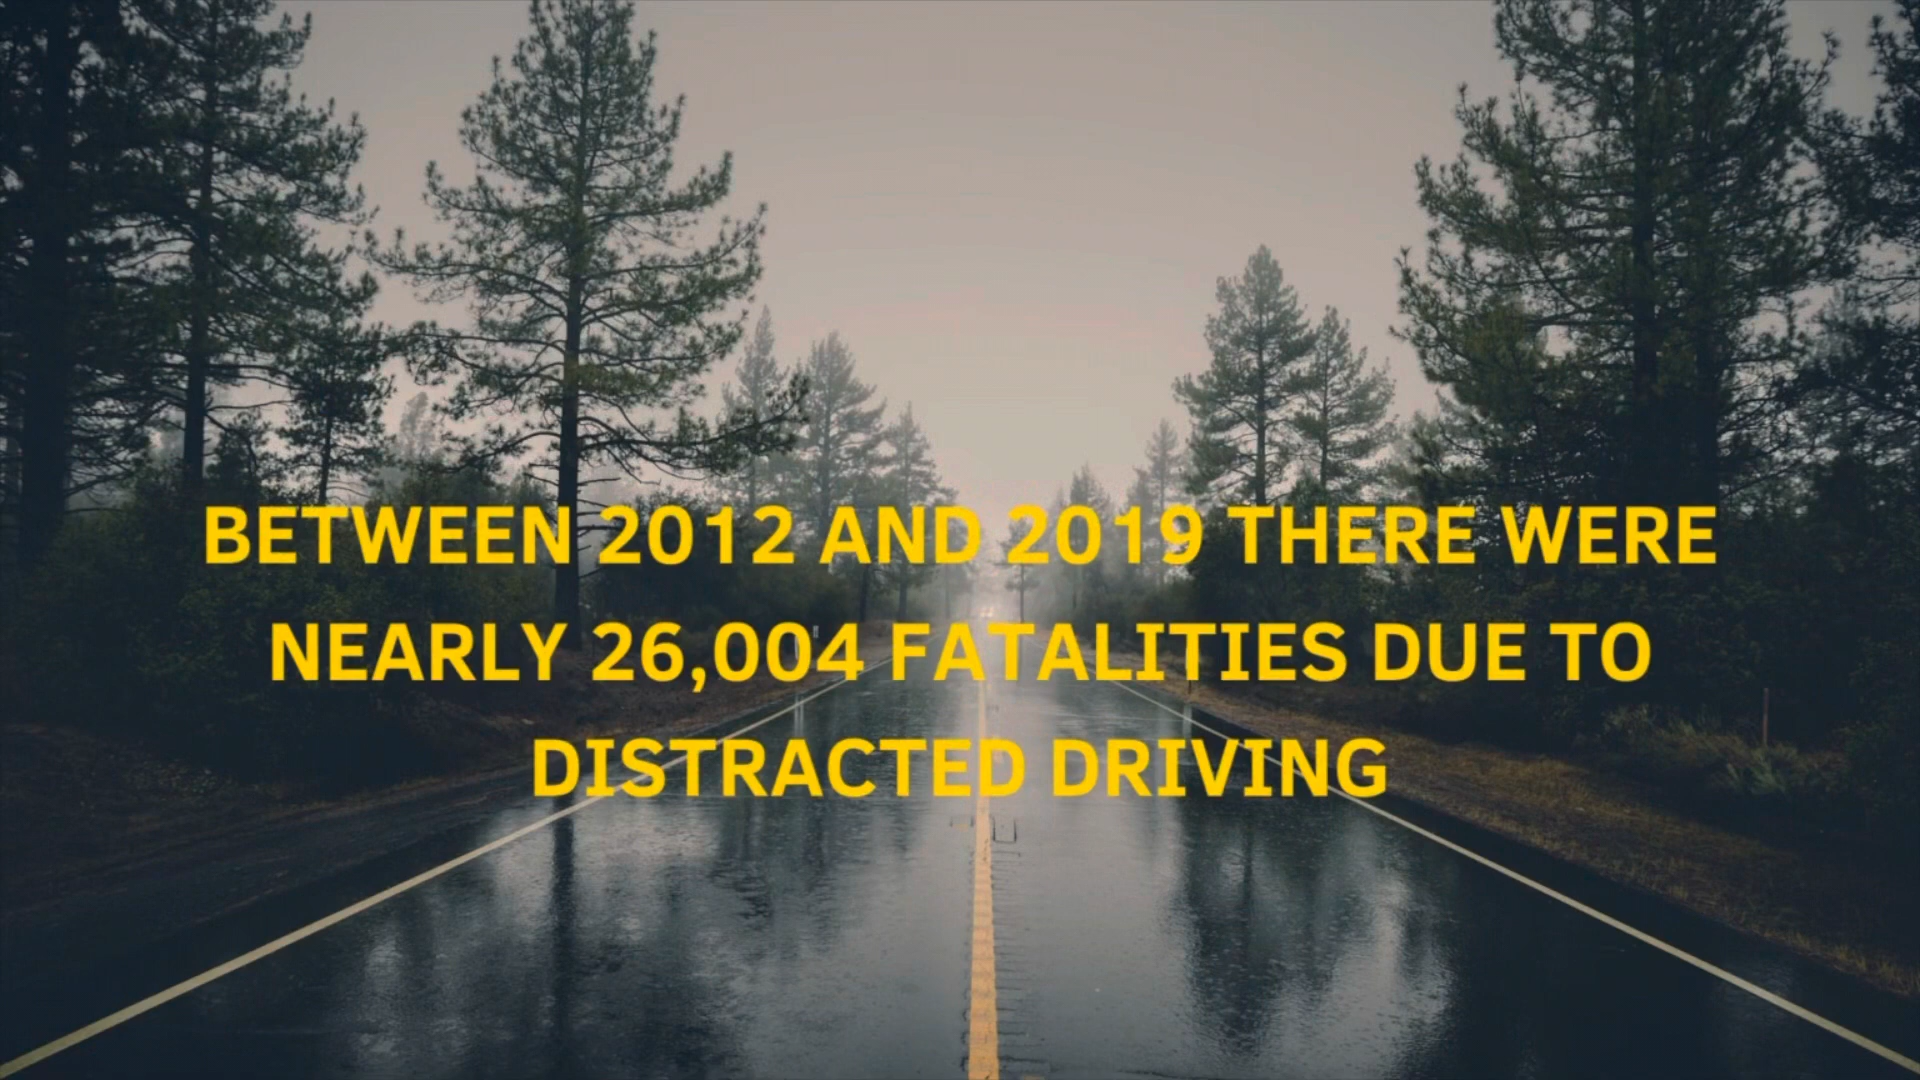 BETWEEN 2012 AND 2019 THERE WERE
NEARLY 26,004 FATALITIES DUE TO
DISTRACTED DRIVING